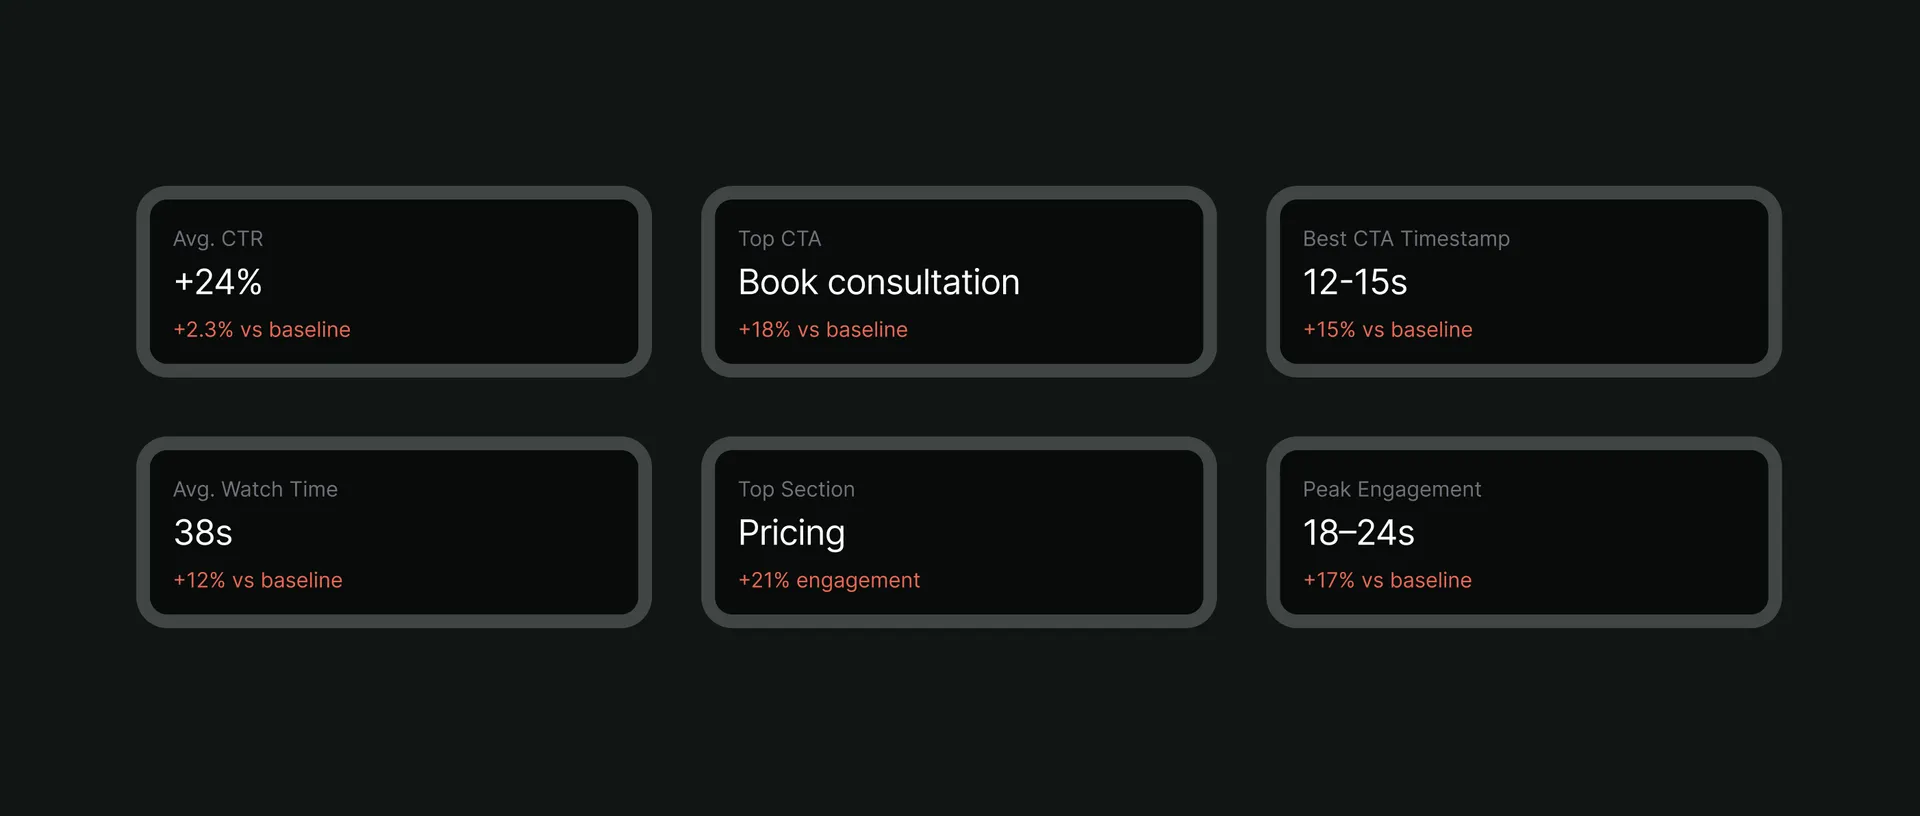 Avg. CTR
+24%
+2.3% vs baseline
Top CTA
Book consultation
+18% vs baseline
Best CTA Timestamp
12-15s
+15% vs baseline
Avg. Watch Time
38s
+12% vs baseline
Top Section
Pricing
+21% engagement
Peak Engagement
18–24s
+17% vs baseline